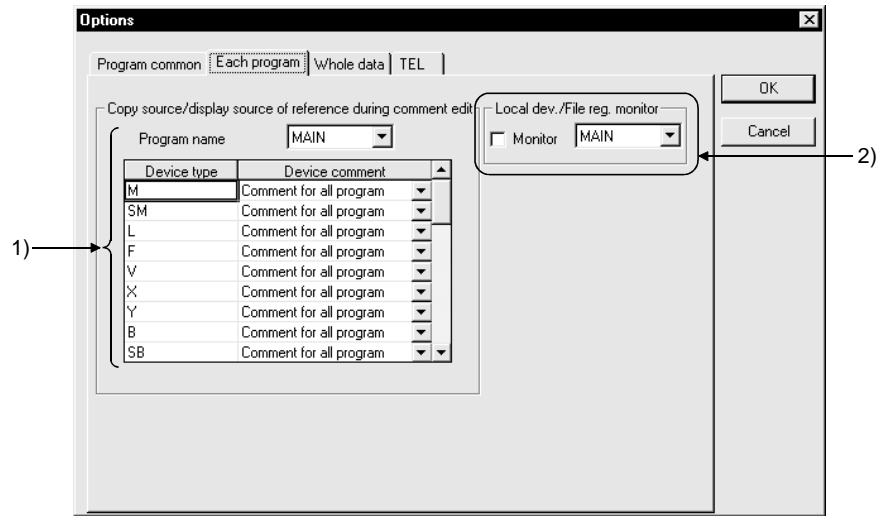 Options
Program common Each program Whole data TEL
OK
Cancel
Copy source/display source of reference during comment edit
Program name MAIN
Device type Device comment
M Comment for all program
SM Comment for all program
L Comment for all program
F Comment for all program
V Comment for all program
X Comment for all program
Y Comment for all program
B Comment for all program
SB Comment for all program
Local dev./File reg. monitor
Monitor MAIN
1)
2)